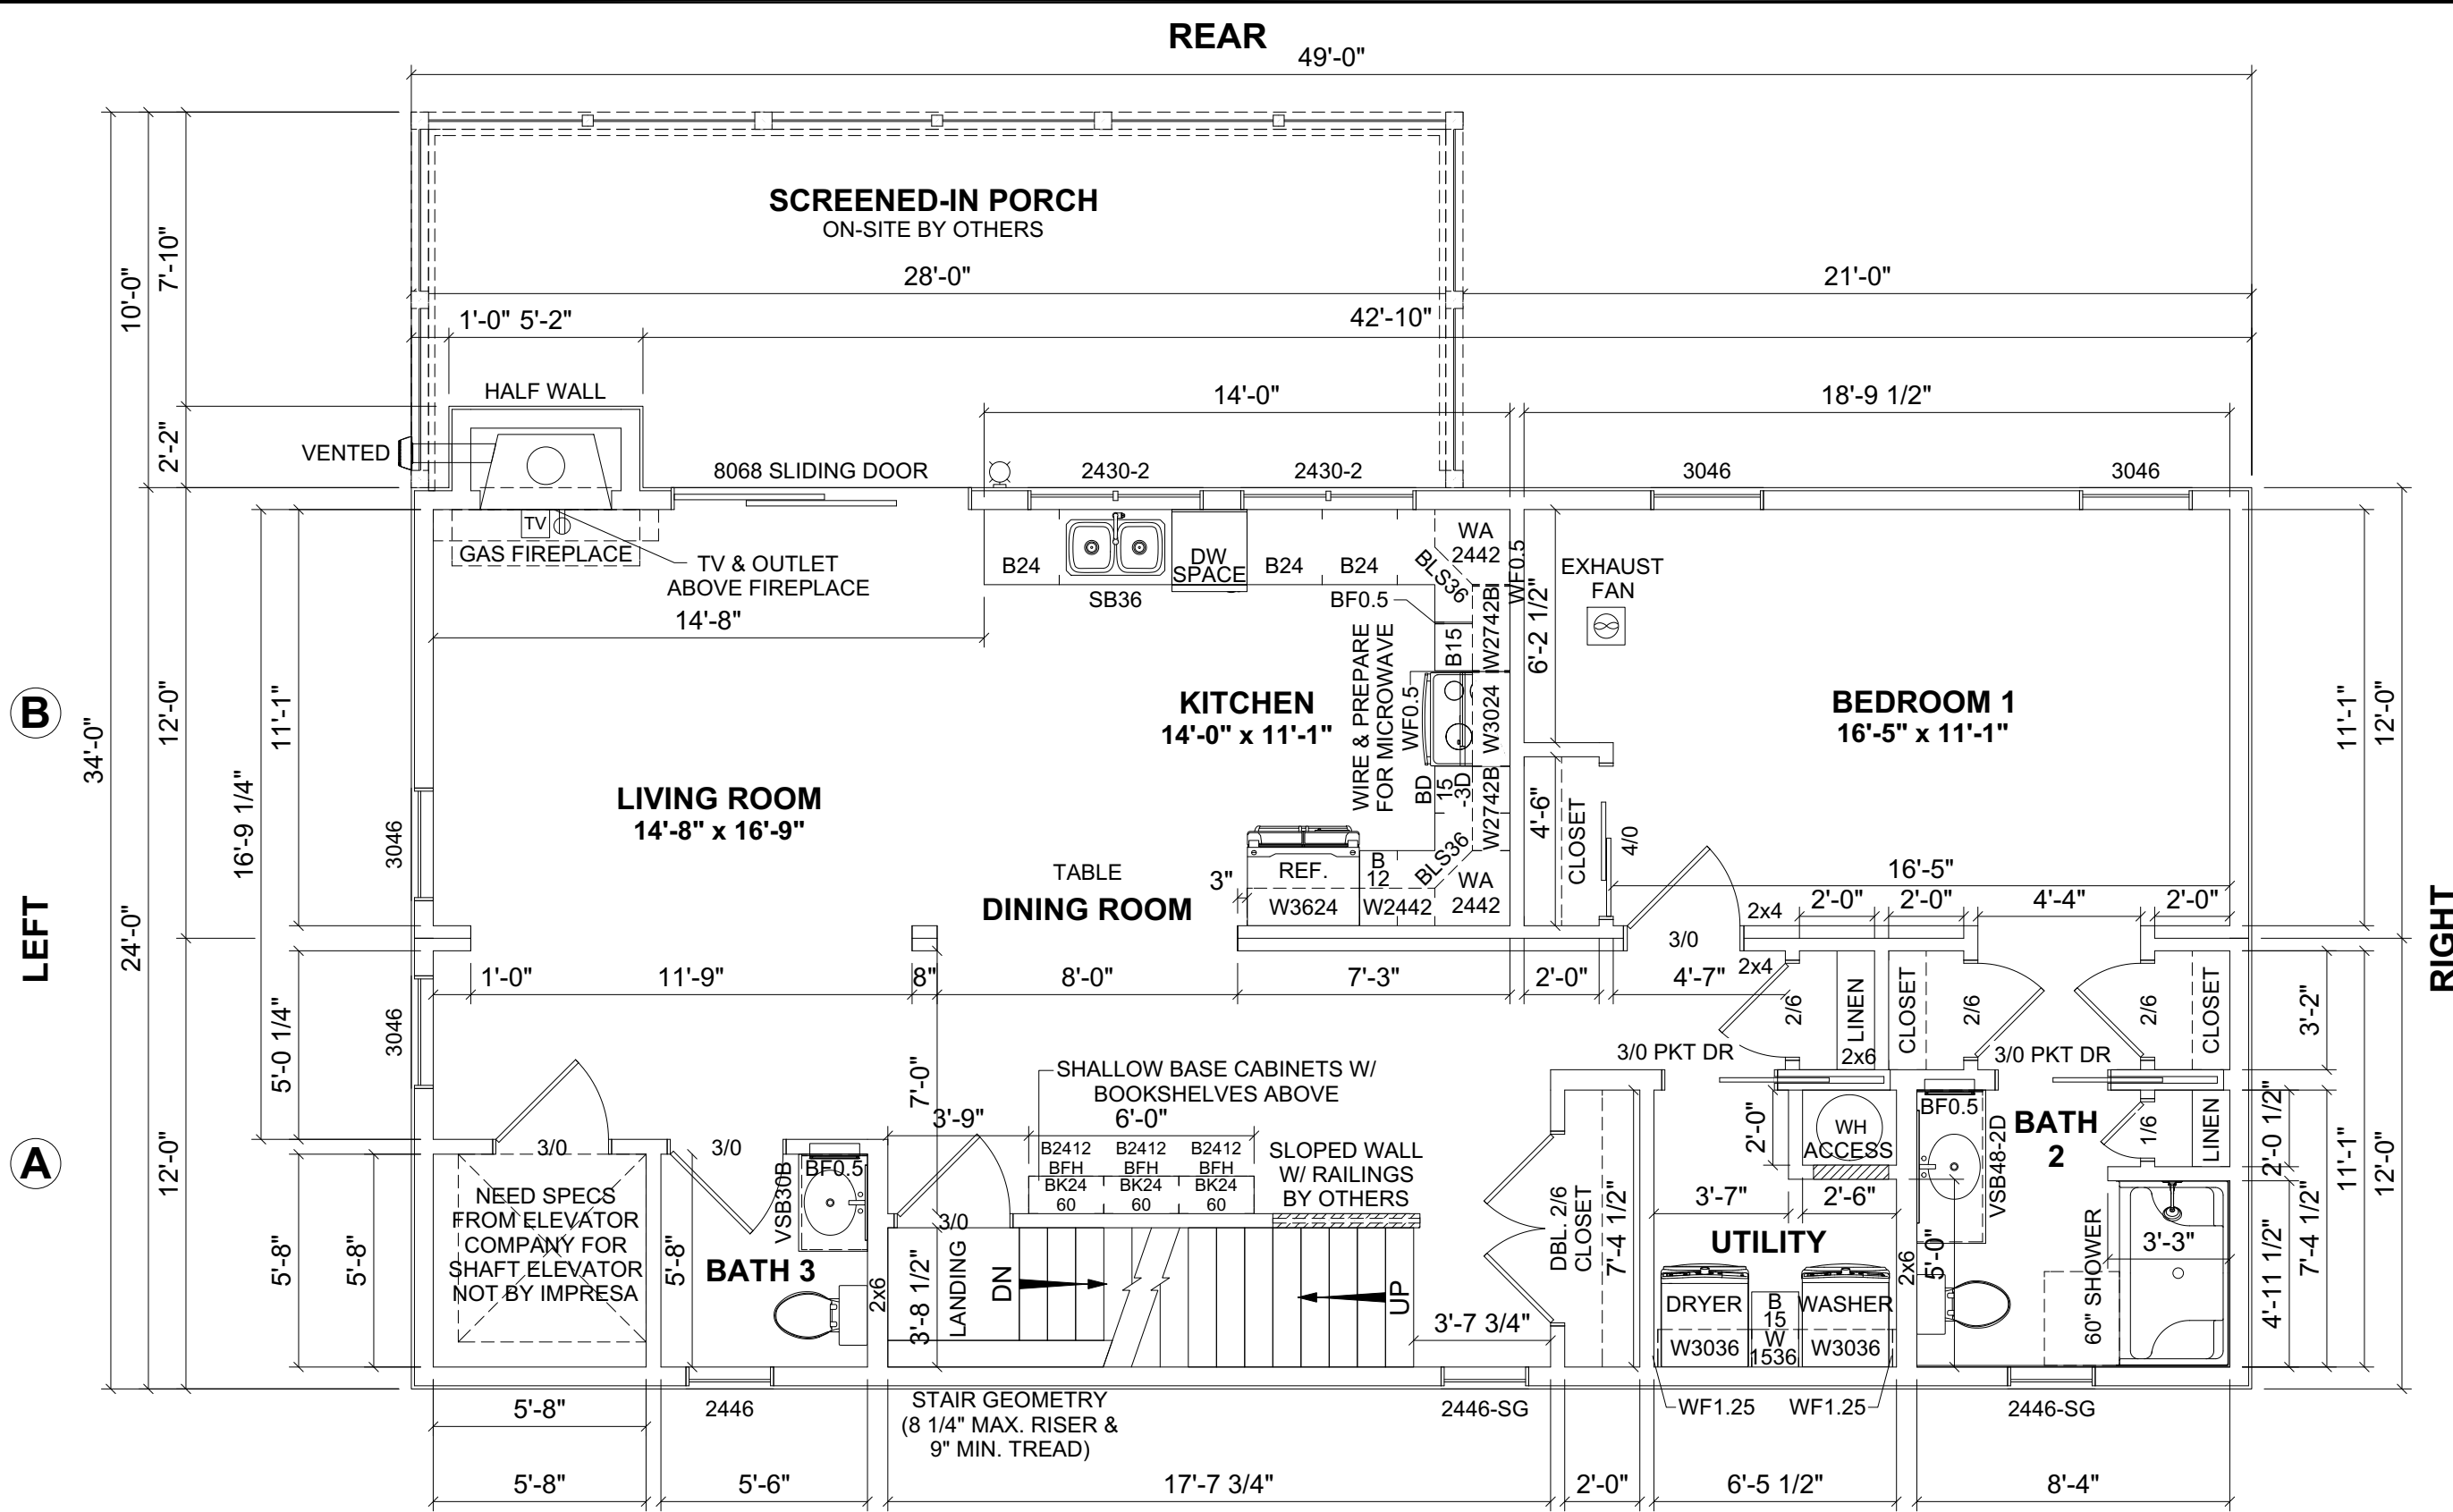 REAR
49'-0"
SCREENED-IN PORCH
ON-SITE BY OTHERS
28'-0"
21'-0"
1'-0" 5'-2"
42'-10"
HALF WALL
14'-0"
18'-9 1/2"
VENTED
8068 SLIDING DOOR
2430-2
2430-2
3046
3046
34'-0"
10'-0"
24'-0"
7'-10"
2'-2"
12'-0"
12'-0"
16'-9 1/4"
11'-1"
5'-0 1/4"
5'-8"
5'-8"
B
LEFT
A
3046
3046
TV
GAS FIREPLACE
TV & OUTLET
ABOVE FIREPLACE
14'-8"
B24
SB36
DW
SPACE
B24
B24
WA
2442
BLS36
WF0.5
BF0.5
B15
W2742B
WIRE & PREPARE
FOR MICROWAVE
WF0.5
W3024
BD
15
-3D
W2742B
BLS36
WA
2442
6'-2 1/2"
EXHAUST
FAN
KITCHEN
14'-0" x 11'-1"
BEDROOM 1
16'-5" x 11'-1"
LIVING ROOM
14'-8" x 16'-9"
TABLE
DINING ROOM
3"
REF.
W3624
B
12
W2442
4'-6"
CLOSET
4/0
16'-5"
2x4
2'-0"
2'-0"
4'-4"
2'-0"
3/0
2x4
11'-1"
12'-0"
RIGHT
1'-0"
11'-9"
8"
8'-0"
7'-3"
2'-0"
4'-7"
2/6
LINEN
CLOSET
2/6
2/6
CLOSET
3'-2"
3/0 PKT DR
2x6
3/0 PKT DR
7'-0"
SHALLOW BASE CABINETS W/
BOOKSHELVES ABOVE
3'-9"
6'-0"
3/0
3/0
B2412
BFH
BK24
60
B2412
BFH
BK24
60
B2412
BFH
BK24
60
SLOPED WALL
W/ RAILINGS
BY OTHERS
NEED SPECS
FROM ELEVATOR
COMPANY FOR
SHAFT ELEVATOR
NOT BY IMPRESA
5'-8"
BATH 3
VSB30B
BF0.5
2x6
3/0
3'-8 1/2"
LANDING
DN
UP
3'-7 3/4"
DBL. 2/6
CLOSET
7'-4 1/2"
2'-0"
WH
ACCESS
3'-7"
2'-6"
UTILITY
DRYER
B
15
W
1536
WASHER
W3036
W3036
2x6
5'-0"
BF0.5
VSB48-2D
BATH
2
1/6
LINEN
60" SHOWER
3'-3"
2'-0 1/2"
4'-11 1/2"
7'-4 1/2"
11'-1"
12'-0"
5'-8"
2446
STAIR GEOMETRY
(8 1/4" MAX. RISER &
9" MIN. TREAD)
2446-SG
WF1.25
WF1.25
2446-SG
5'-8"
5'-6"
17'-7 3/4"
2'-0"
6'-5 1/2"
8'-4"